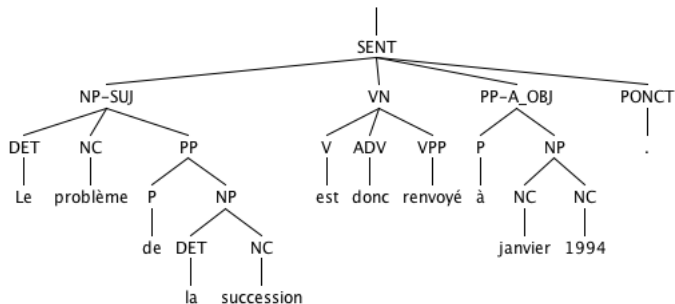 SENT
NP-SUJ VN PP-A_OBJ PONCT
DET NC PP V ADV VPP P NP .
Le problème P NP est donc renvoyé à NC NC
de DET NC janvier 1994
la succession